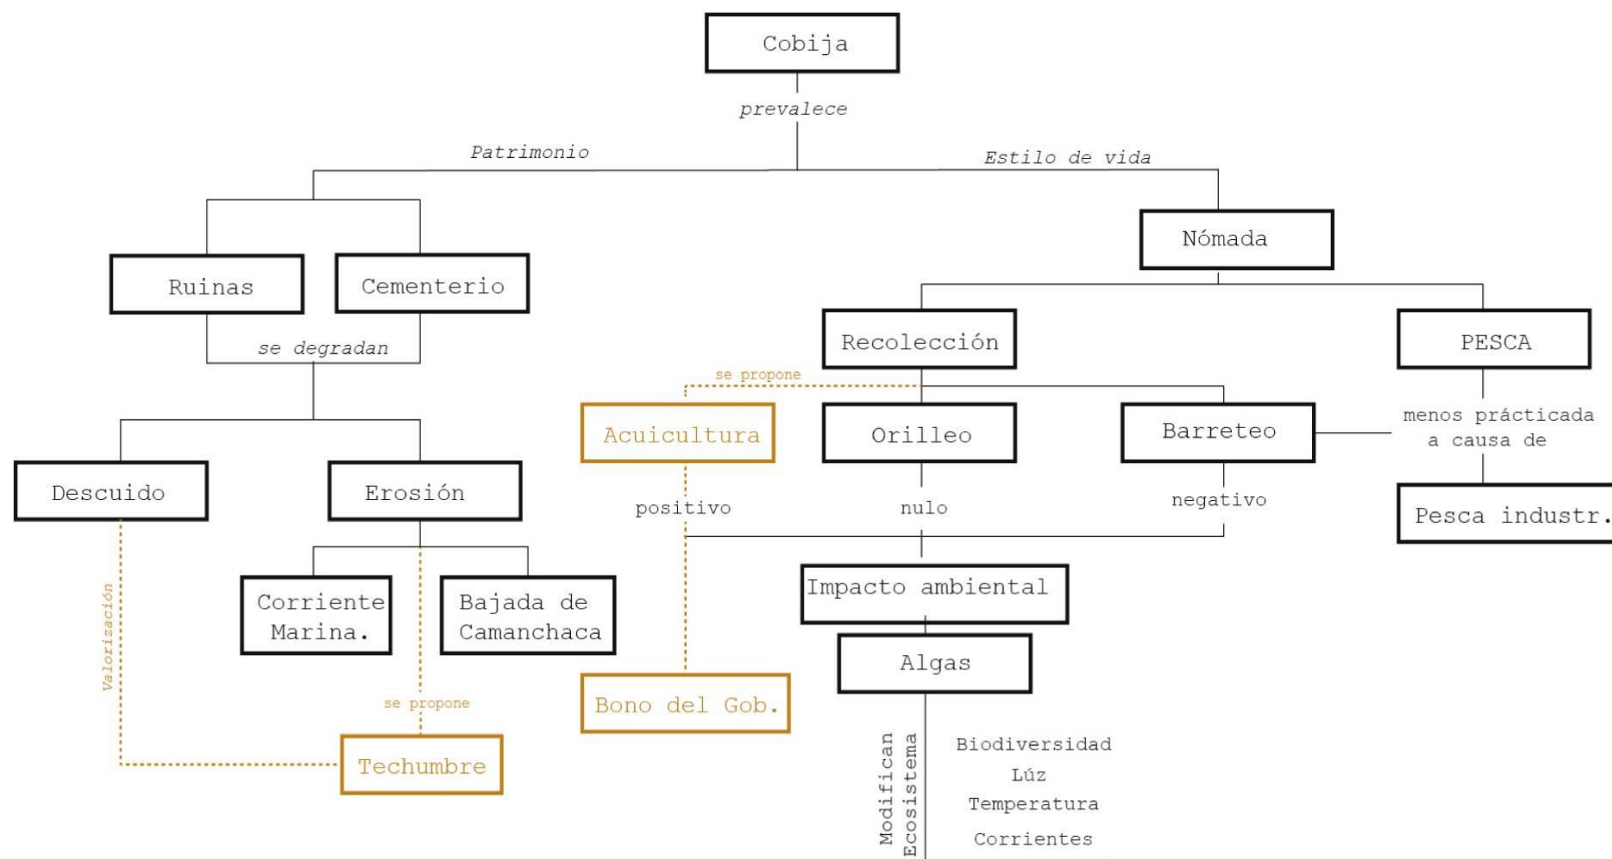 Cobija
prevalece
Patrimonio
Estilo de vida
Nómada
Ruinas
Cementerio
Recolección
PESCA
se degradan
se propone
Acuicultura
Orilleo
Barreteo
menos prácticada
a causa de
Descuido
Erosión
positivo
nulo
negativo
Pesca industr.
Corriente
Marina.
Bajada de
Camanchaca
Impacto ambiental
Valorización
Algas
se propone
Bono del Gob.
Techumbre
Modifican
Ecosistema
Biodiversidad
Lúz
Temperatura
Corrientes